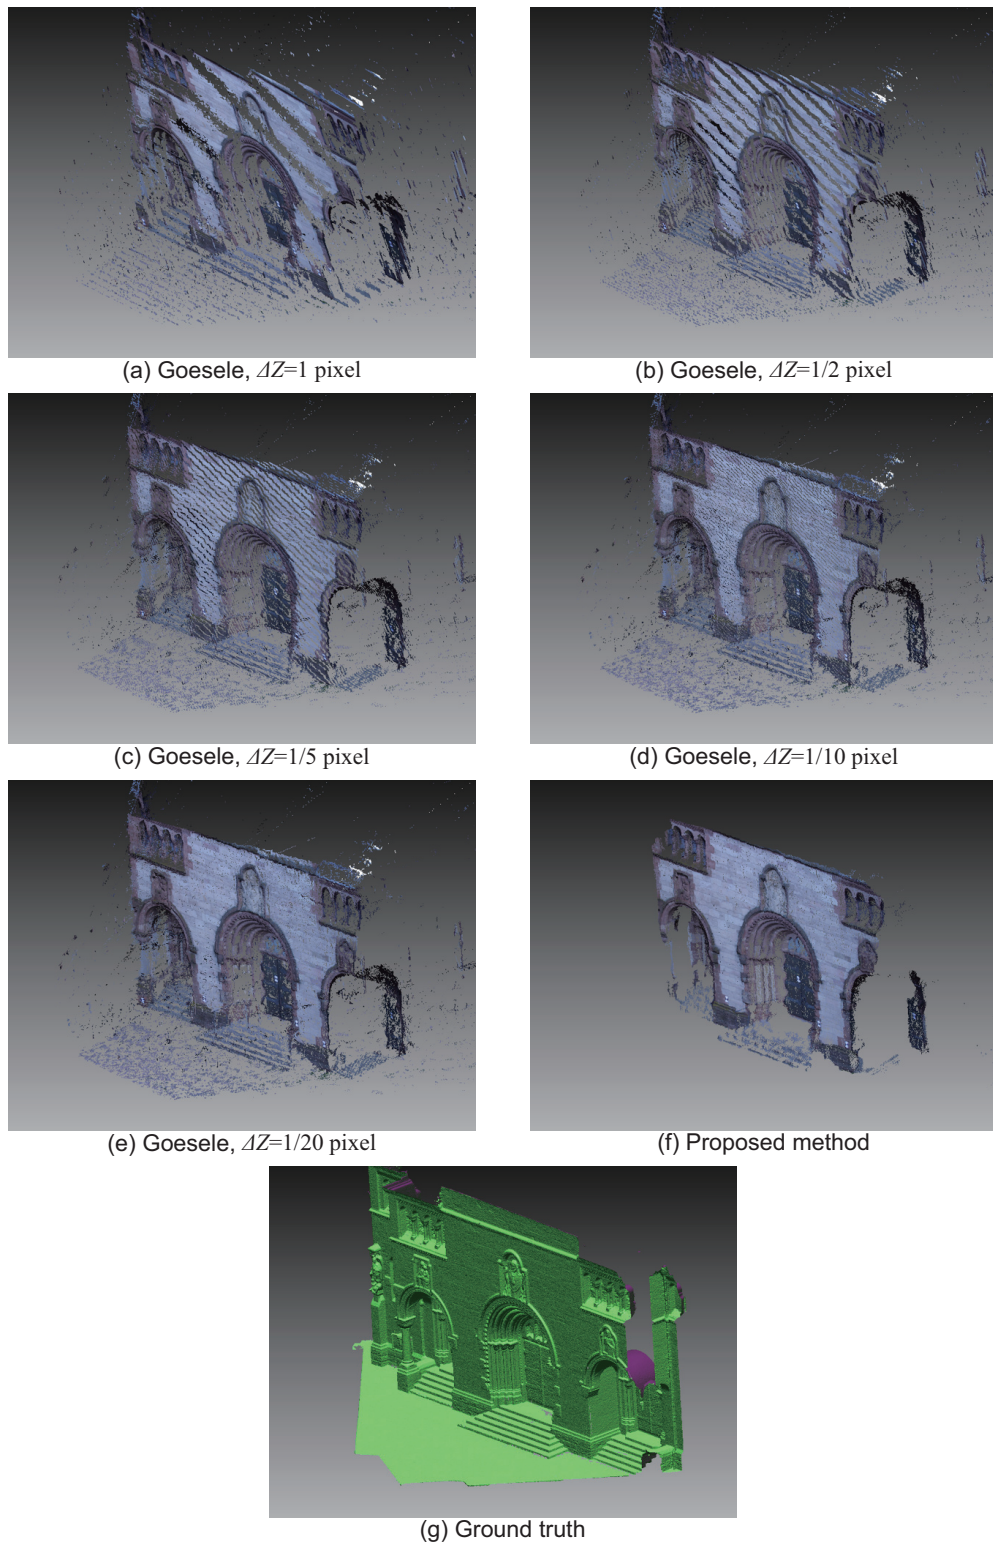 (a) Goesele, ΔZ=1 pixel
(b) Goesele, ΔZ=1/2 pixel
(c) Goesele, ΔZ=1/5 pixel
(d) Goesele, ΔZ=1/10 pixel
(e) Goesele, ΔZ=1/20 pixel
(f) Proposed method
(g) Ground truth